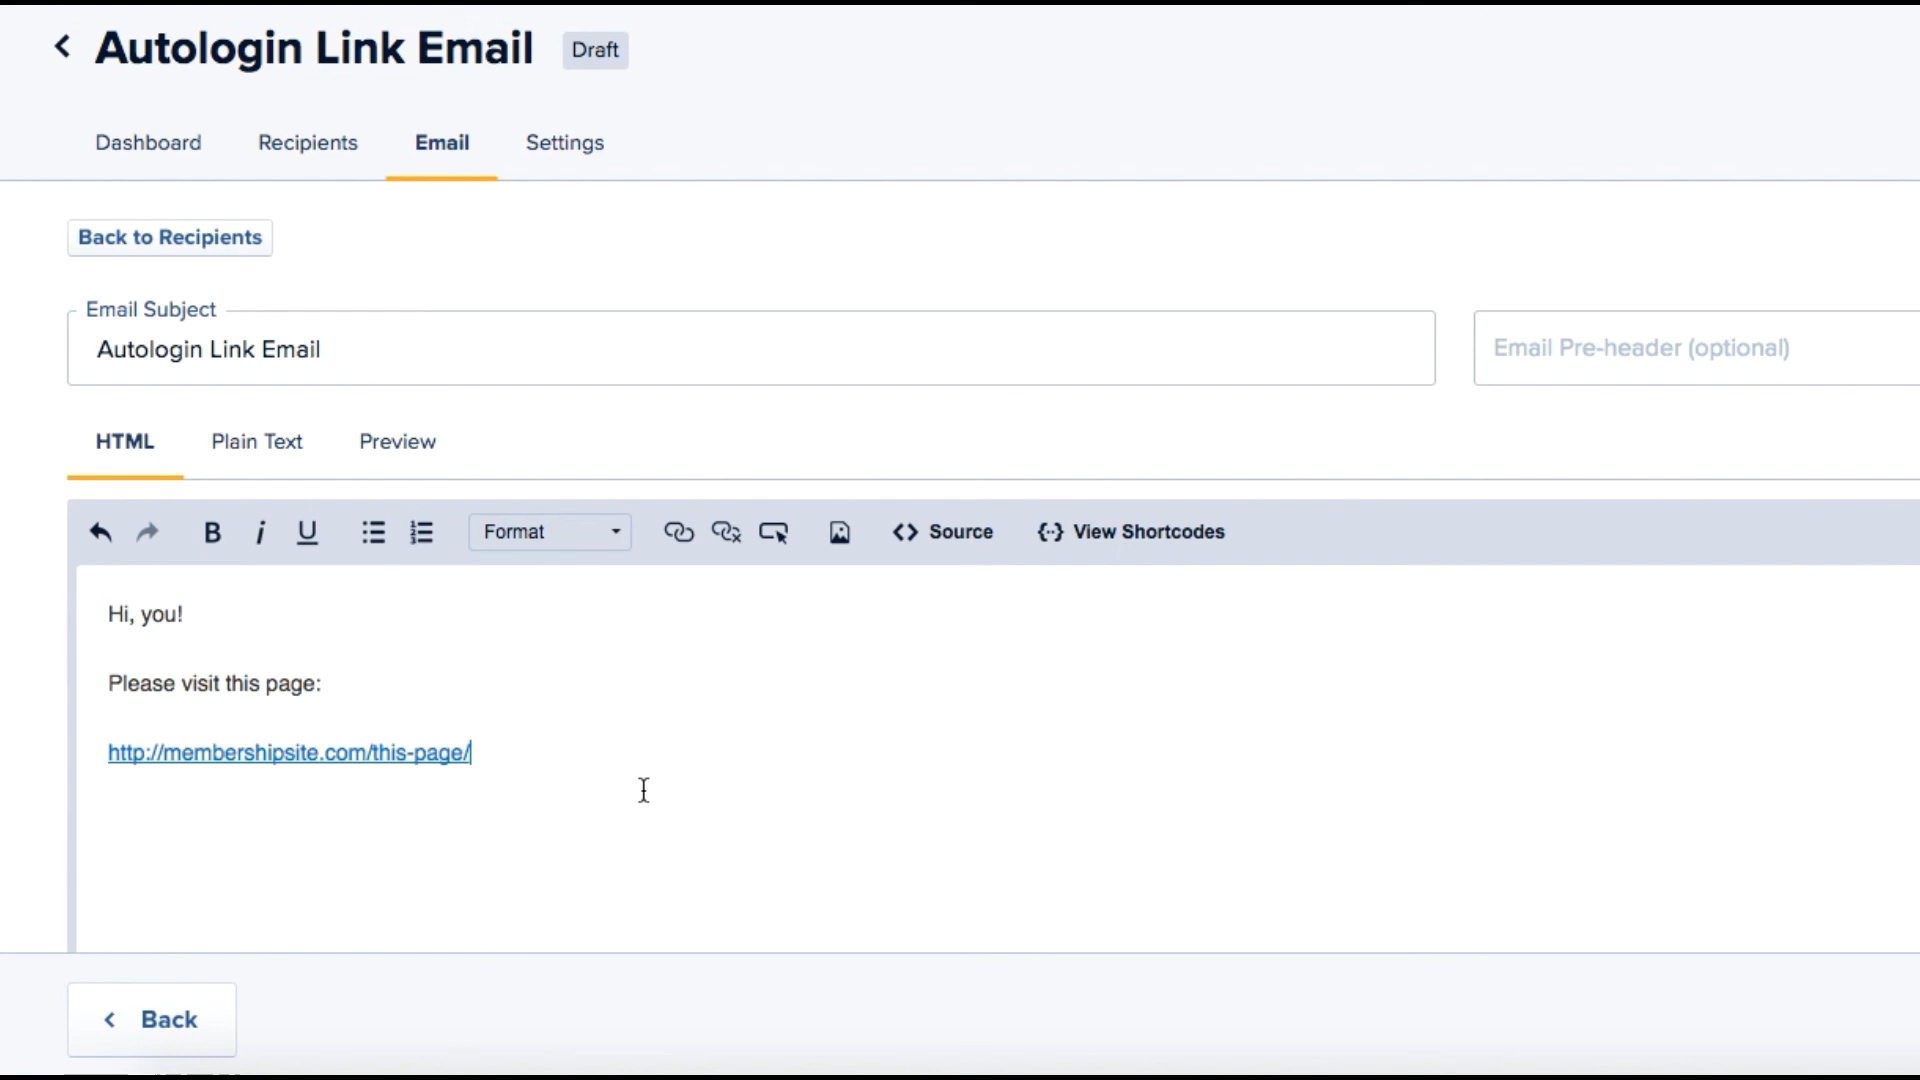 Autologin Link Email Draft
Dashboard Recipients Email Settings
Back to Recipients
Email Subject
Autologin Link Email
Email Pre-header (optional)
HTML Plain Text Preview
B i U Format Source View Shortcodes
Hi, you!
Please visit this page:
http://membershipsite.com/this-page/
Back